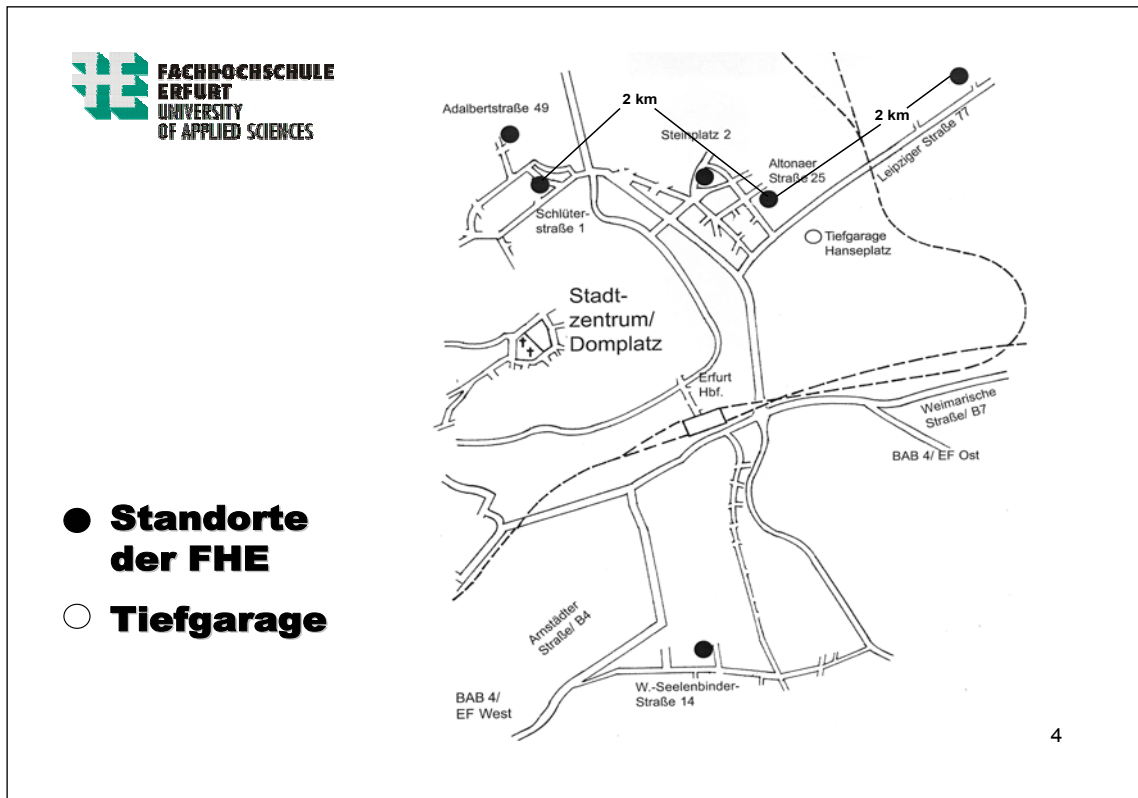 FACHHOCHSCHULE
ERFURT
UNIVERSITY
OF APPLIED SCIENCES
Adalbertstraße 49
2 km
Steinplatz 2
2 km
Altonaer
Straße 25
Leipziger Straße 77
Schlüter-
straße 1
Tiefgarage
Hanseplatz
Stadt-
zentrum/
Domplatz
Erfurt
Hbf.
Weimarische
Straße/ B7
BAB 4/ EF Ost
Standorte
der FHE
Tiefgarage
Arnstädter
Straße/ B4
BAB 4/
EF West
W.-Seelenbinder-
Straße 14
4